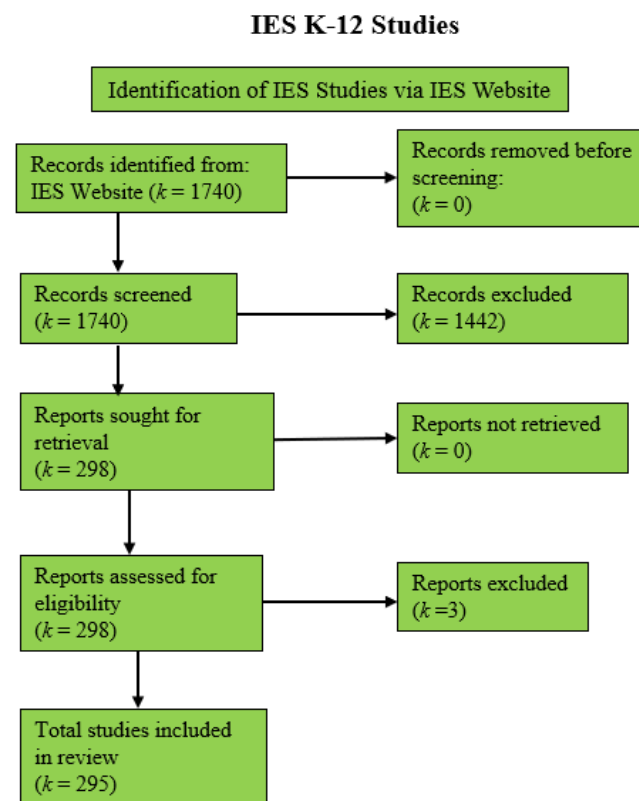 IES K-12 Studies
Identification of IES Studies via IES Website
Records identified from:
IES Website (k = 1740)
Records removed before
screening:
(k = 0)
Records screened
(k = 1740)
Records excluded
(k = 1442)
Reports sought for
retrieval
(k = 298)
Reports not retrieved
(k = 0)
Reports assessed for
eligibility
(k = 298)
Reports excluded
(k =3)
Total studies included
in review
(k = 295)